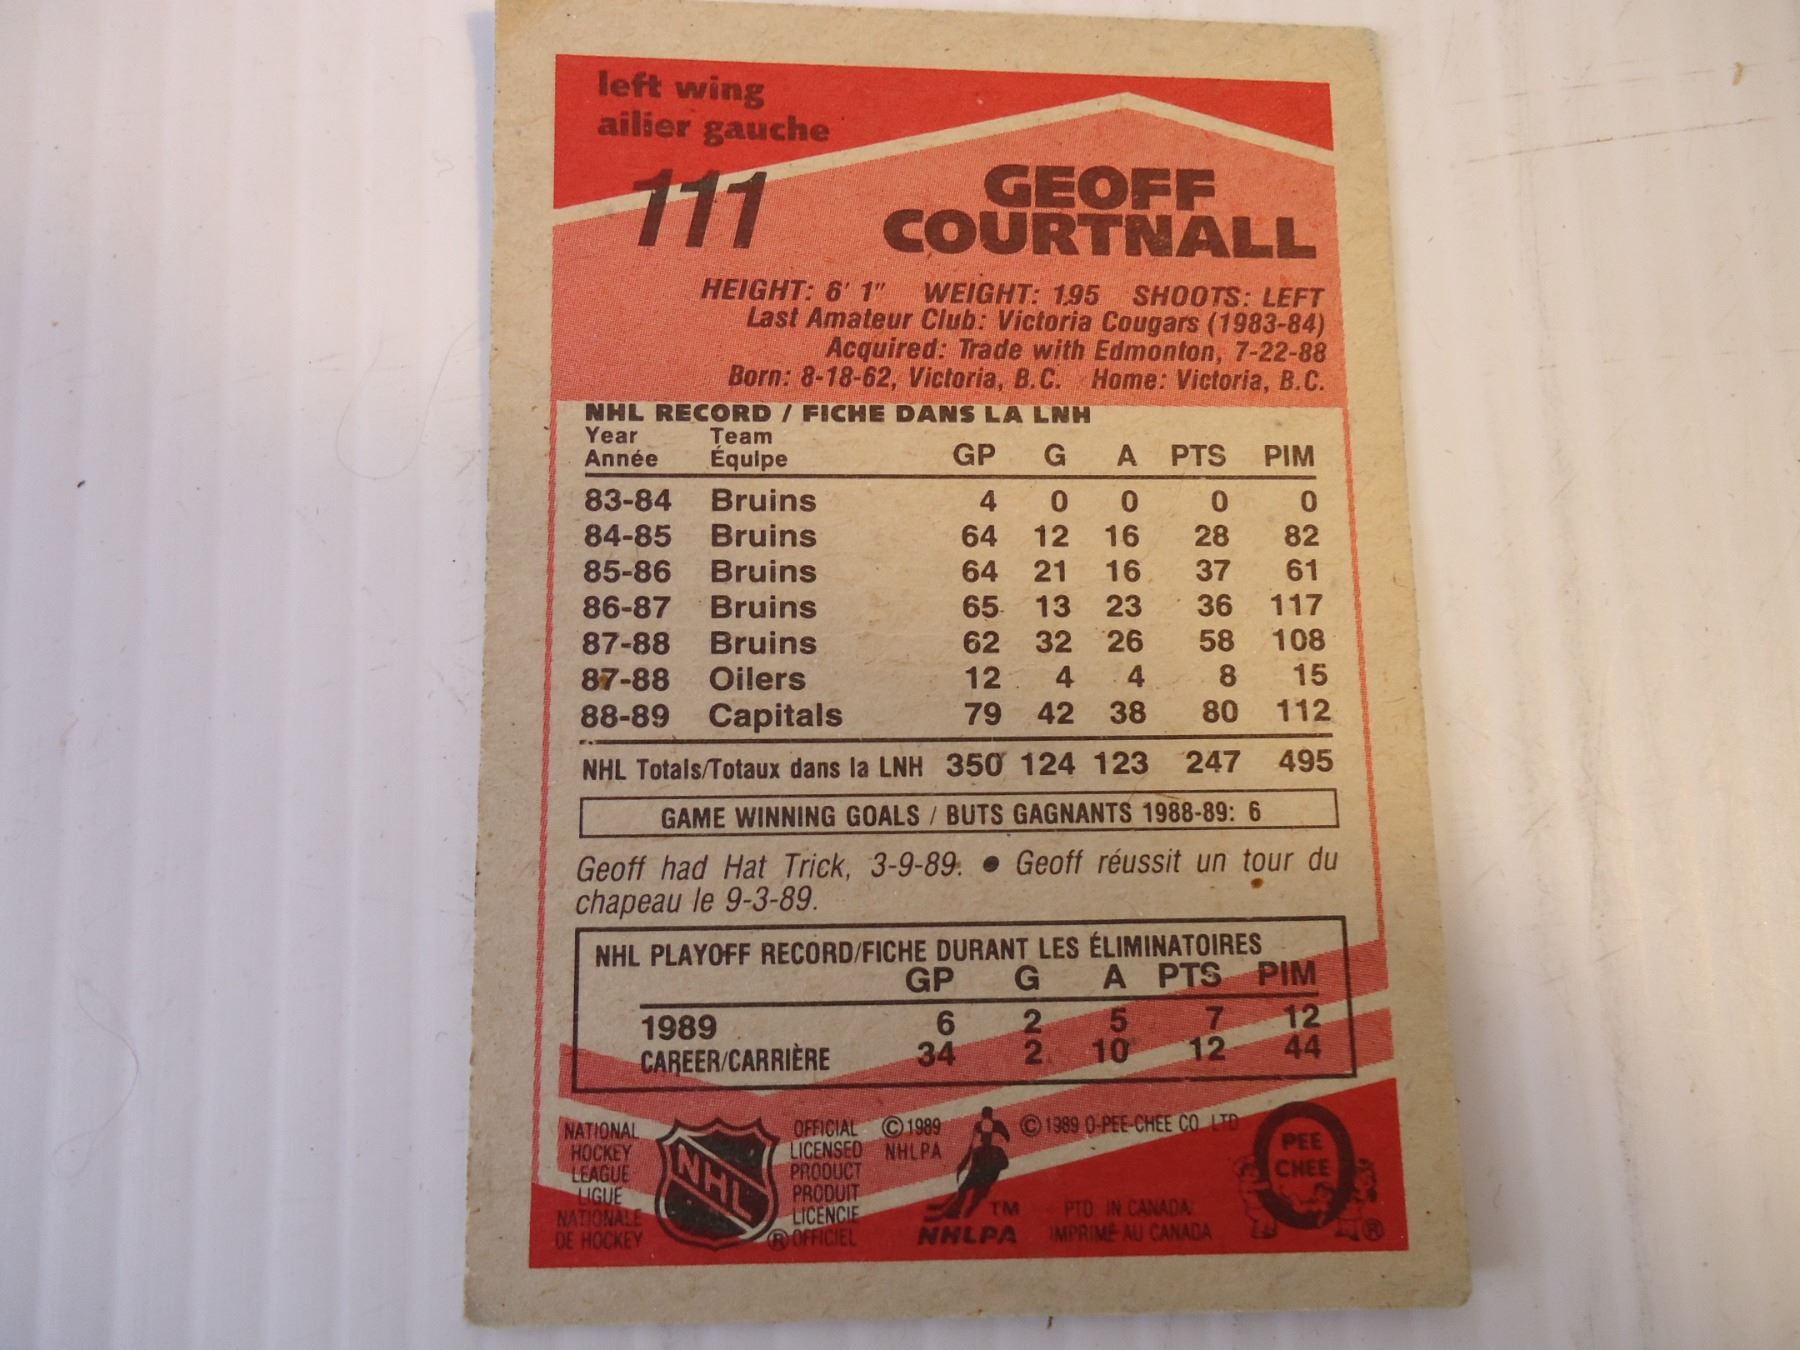 left wing
ailier gauche
111
GEOFF
COURTNALL
HEIGHT: 6' 1" WEIGHT: 195 SHOOTS: LEFT
Last Amateur Club: Victoria Cougars (1983-84)
Acquired: Trade with Edmonton, 7-22-88
Born: 8-18-62, Victoria, B.C. Home: Victoria, B.C.
NHL RECORD / FICHE DANS LA LNH
Year Team
Année Équipe GP G A PTS PIM
83-84 Bruins 4 0 0 0 0
84-85 Bruins 64 12 16 28 82
85-86 Bruins 64 21 16 37 61
86-87 Bruins 65 13 23 36 117
87-88 Bruins 62 32 26 58 108
87-88 Oilers 12 4 4 8 15
88-89 Capitals 79 42 38 80 112
NHL Totals/Totaux dans la LNH 350 124 123 247 495
GAME WINNING GOALS / BUTS GAGNANTS 1988-89: 6
Geoff had Hat Trick, 3-9-89. ● Geoff réussit un tour du
chapeau le 9-3-89.
NHL PLAYOFF RECORD/FICHE DURANT LES ÉLIMINATOIRES
GP G A PTS PIM
1989 6 2 5 7 12
CAREER/CARRIÈRE 34 2 10 12 44
NATIONAL
HOCKEY
LEAGUE
LIGUE
NATIONALE
DE HOCKEY
NHL
OFFICIAL
LICENSED
PRODUCT
PRODUIT
LICENCIE
® OFFICIEL
© 1989
NHLPA
TM
NHLPA
© 1989 O-PEE-CHEE CO LTD
PTD. IN CANADA/
IMPRIMÉ AU CANADA
O
PEE
CHEE
®